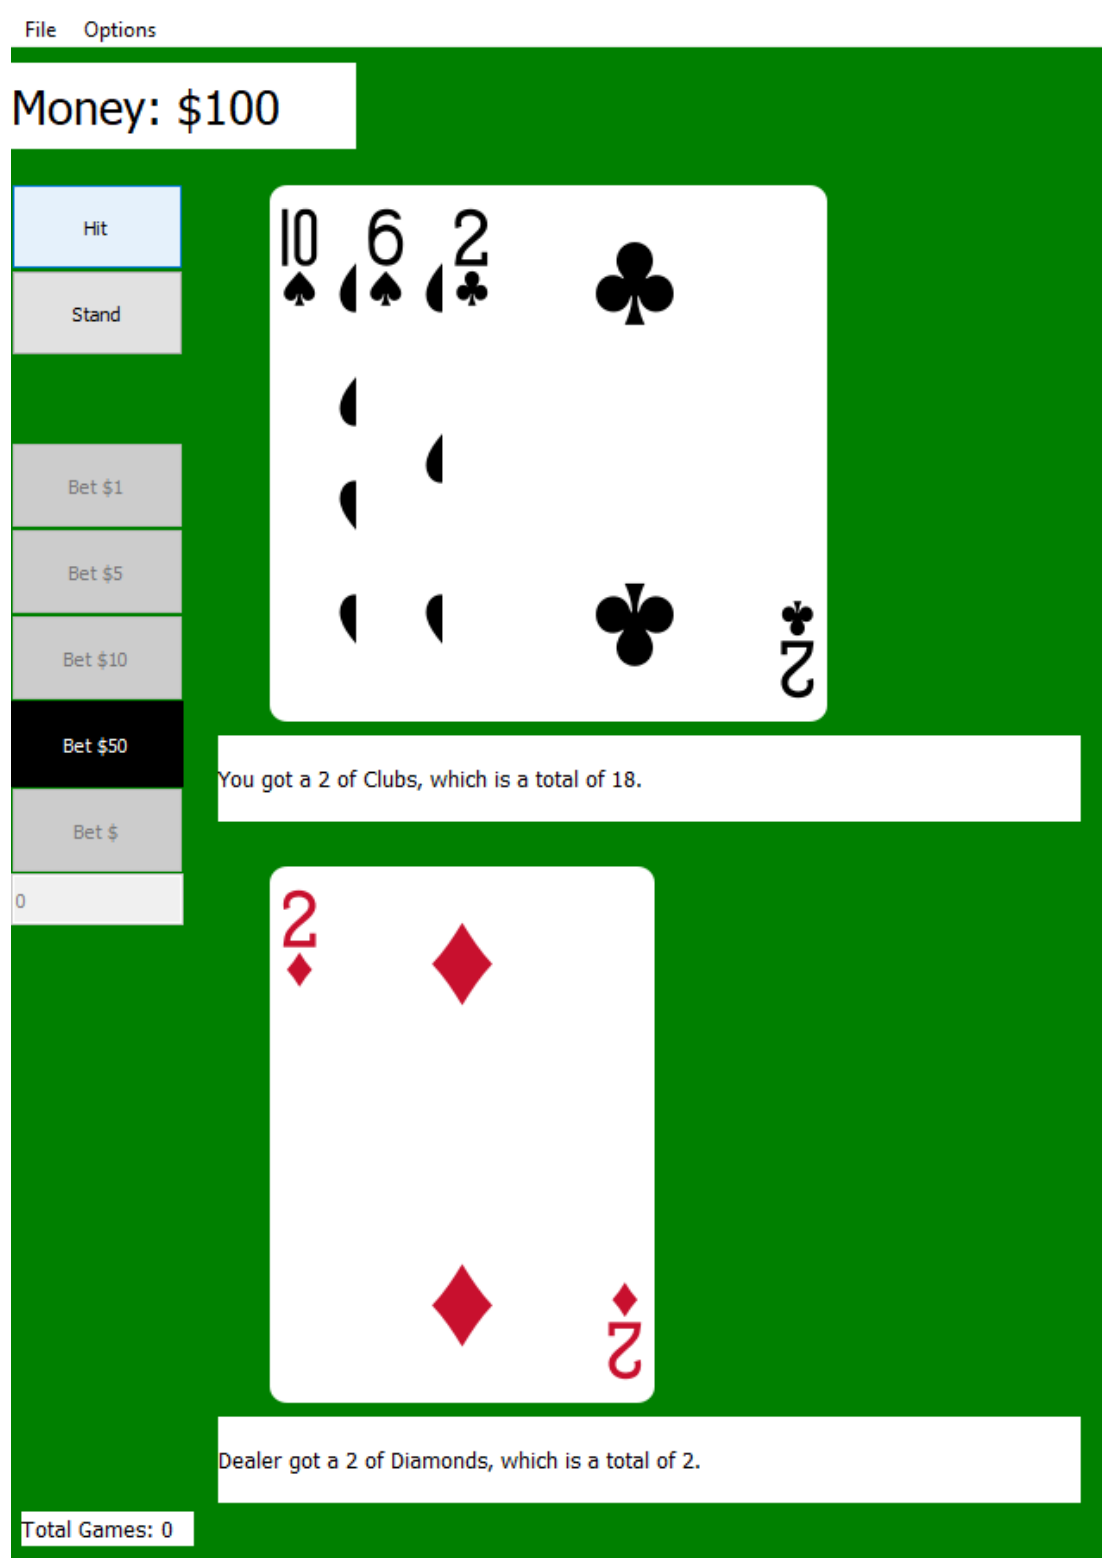 File Options
Money: $100
Hit
Stand
10 6 2
2
You got a 2 of Clubs, which is a total of 18.
Bet $1
Bet $5
Bet $10
Bet $50
Bet $
0
2
2
Dealer got a 2 of Diamonds, which is a total of 2.
Total Games: 0